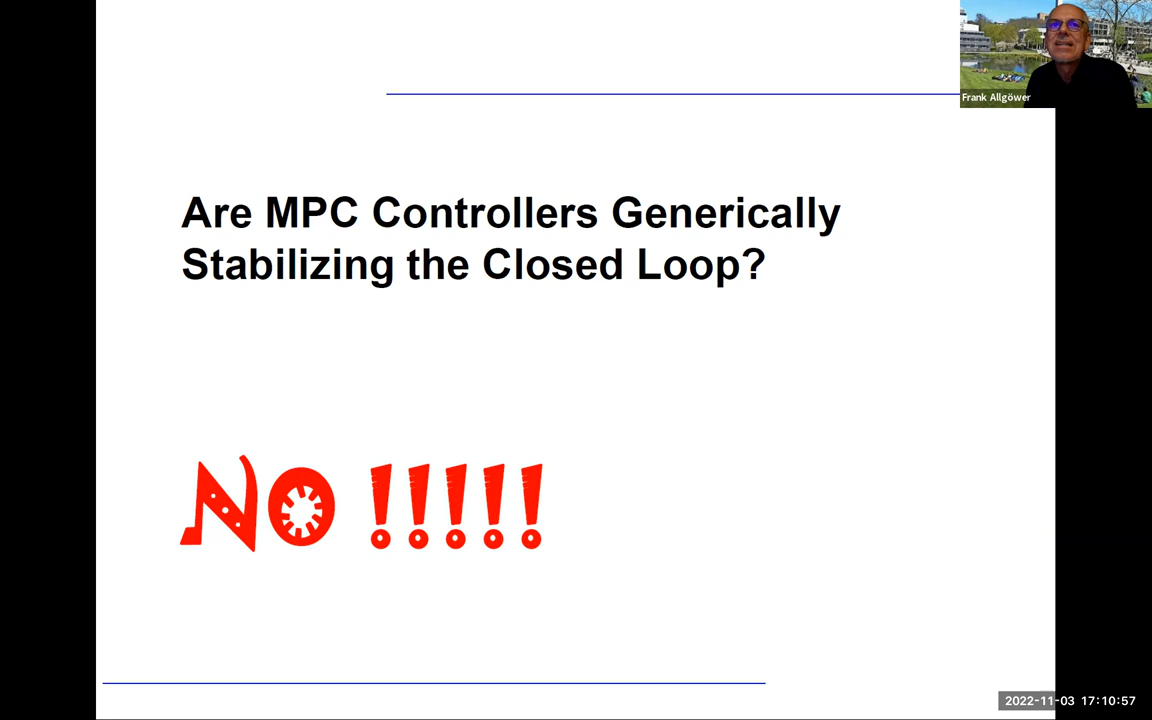 Frank Allgöwer
Are MPC Controllers Generically
Stabilizing the Closed Loop?
NO !!!!!
2022-11-03 17:10:57